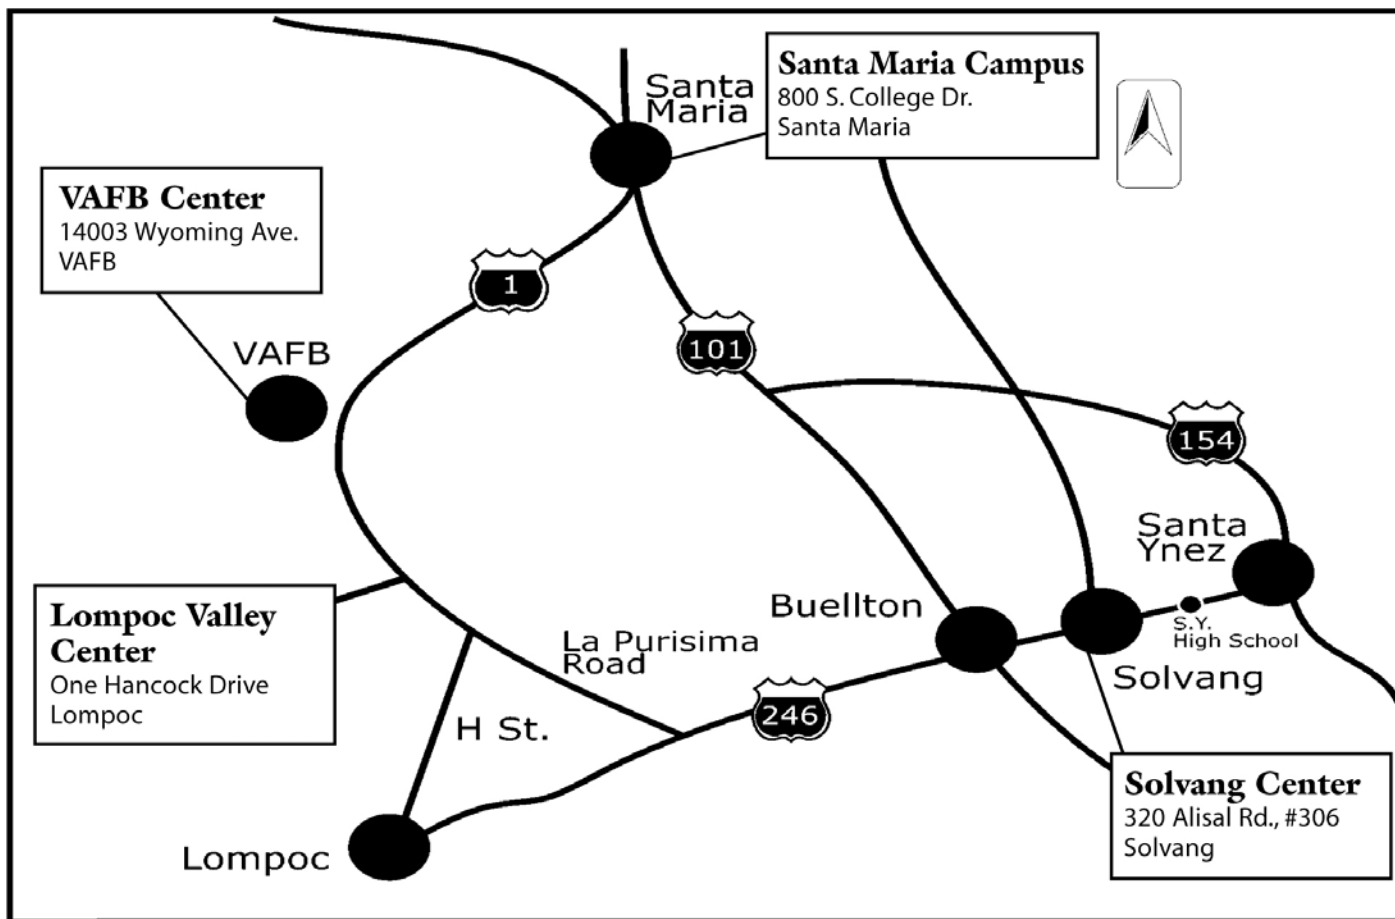 Santa
Maria
Santa Maria Campus
800 S. College Dr.
Santa Maria
VAFB Center
14003 Wyoming Ave.
VAFB
1
101
VAFB
154
Santa
Ynez
Lompoc Valley
Center
One Hancock Drive
Lompoc
La Purisima
Road
Buellton
S.Y.
High School
Solvang
H St.
246
Solvang Center
320 Alisal Rd., #306
Solvang
Lompoc